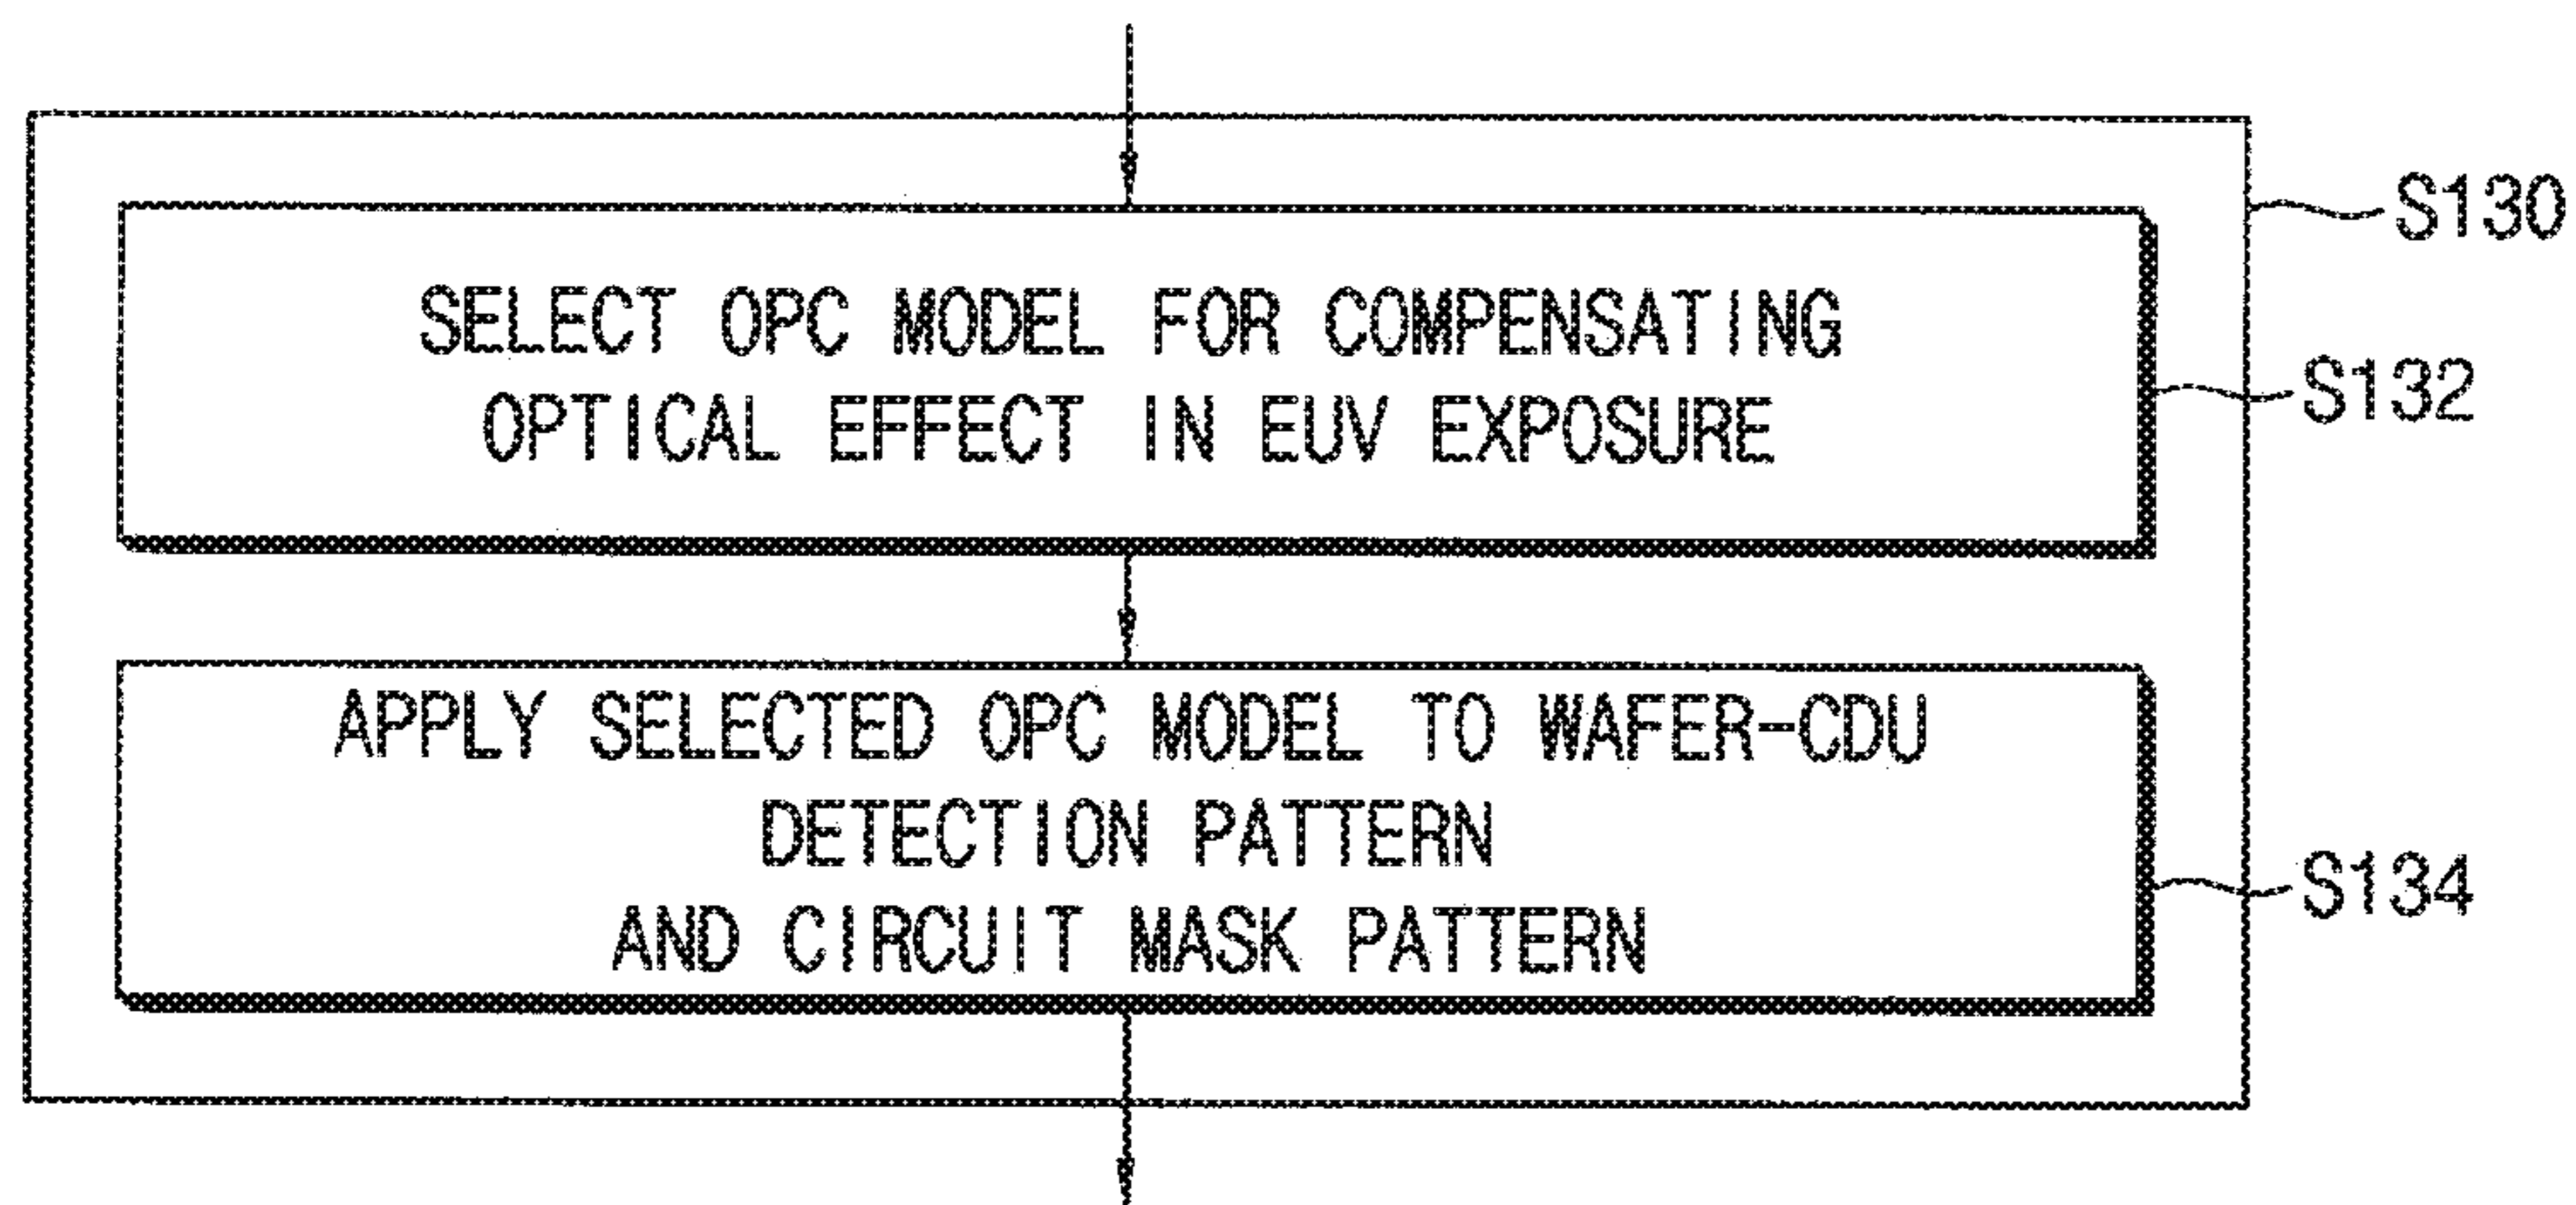 S130
SELECT OPC MODEL FOR COMPENSATING
OPTICAL EFFECT IN EUV EXPOSURE
S132
APPLY SELECTED OPC MODEL TO WAFER-CDU
DETECTION PATTERN
AND CIRCUIT MASK PATTERN
S134